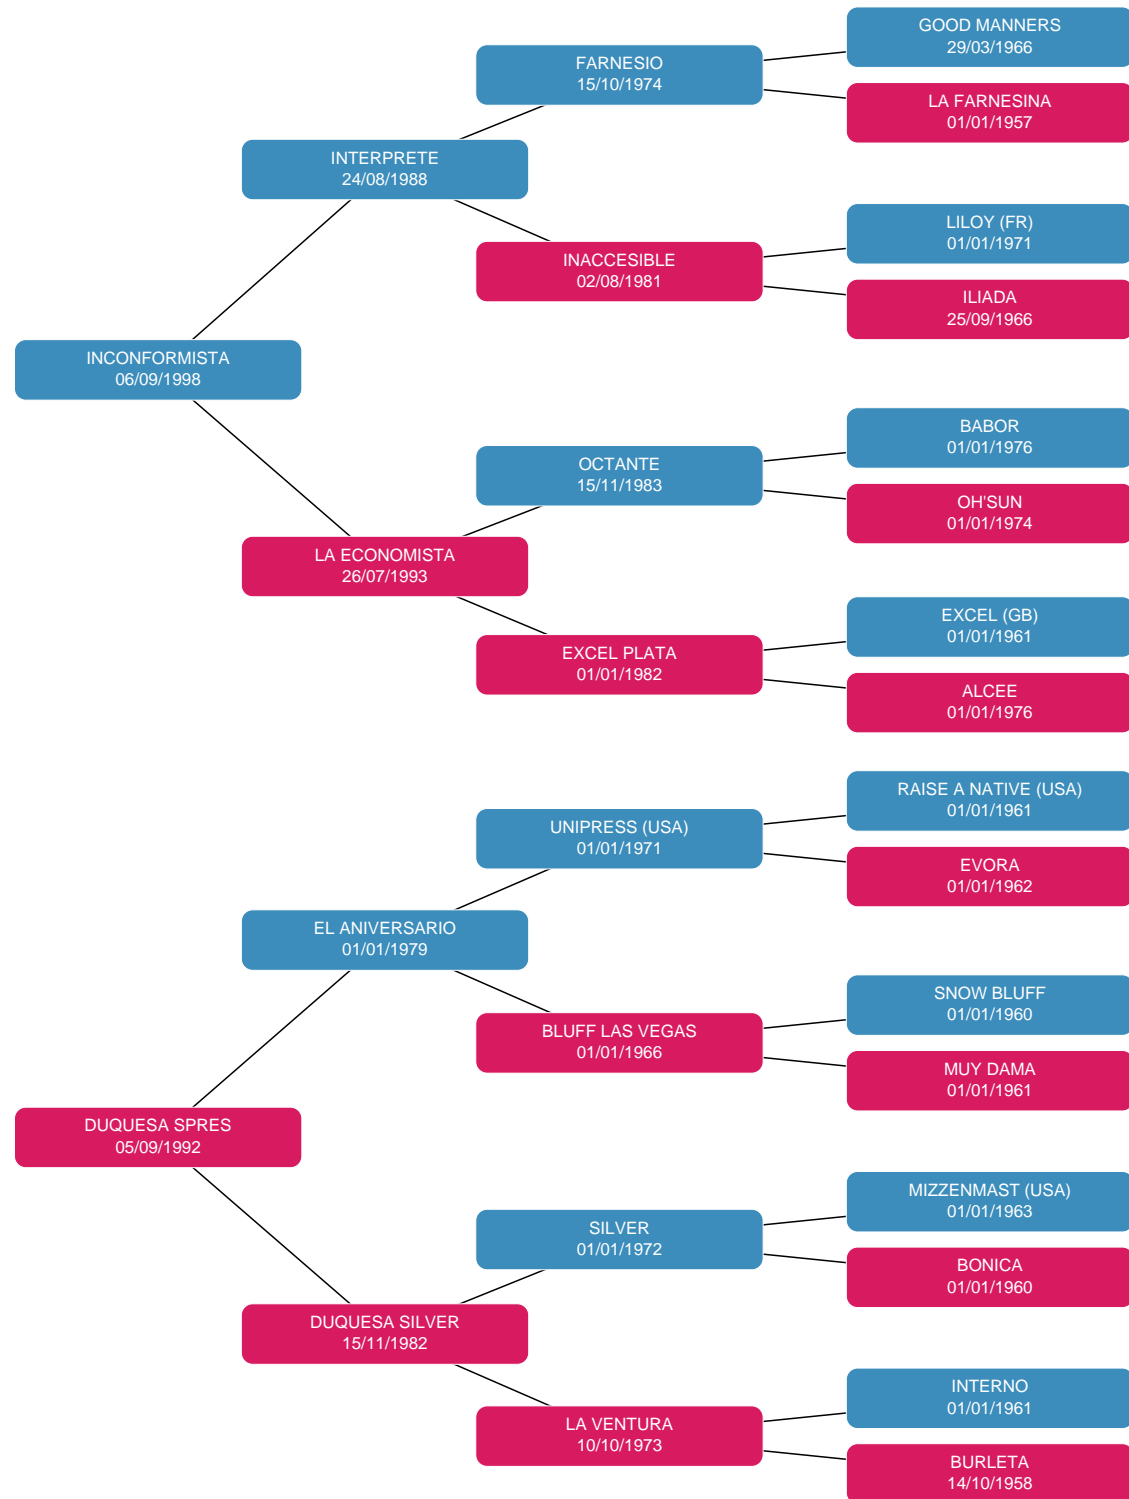 GOOD MANNERS
29/03/1966
FARNESIO
15/10/1974
LA FARNESINA
01/01/1957
INTERPRETE
24/08/1988
LILOY (FR)
01/01/1971
INACCESIBLE
02/08/1981
ILIADA
25/09/1966
INCONFORMISTA
06/09/1998
BABOR
01/01/1976
OCTANTE
15/11/1983
OH'SUN
01/01/1974
LA ECONOMISTA
26/07/1993
EXCEL (GB)
01/01/1961
EXCEL PLATA
01/01/1982
ALCEE
01/01/1976
RAISE A NATIVE (USA)
01/01/1961
UNIPRESS (USA)
01/01/1971
EVORA
01/01/1962
EL ANIVERSARIO
01/01/1979
SNOW BLUFF
01/01/1960
BLUFF LAS VEGAS
01/01/1966
MUY DAMA
01/01/1961
DUQUESA SPRES
05/09/1992
MIZZENMAST (USA)
01/01/1963
SILVER
01/01/1972
BONICA
01/01/1960
DUQUESA SILVER
15/11/1982
INTERNO
01/01/1961
LA VENTURA
10/10/1973
BURLETA
14/10/1958